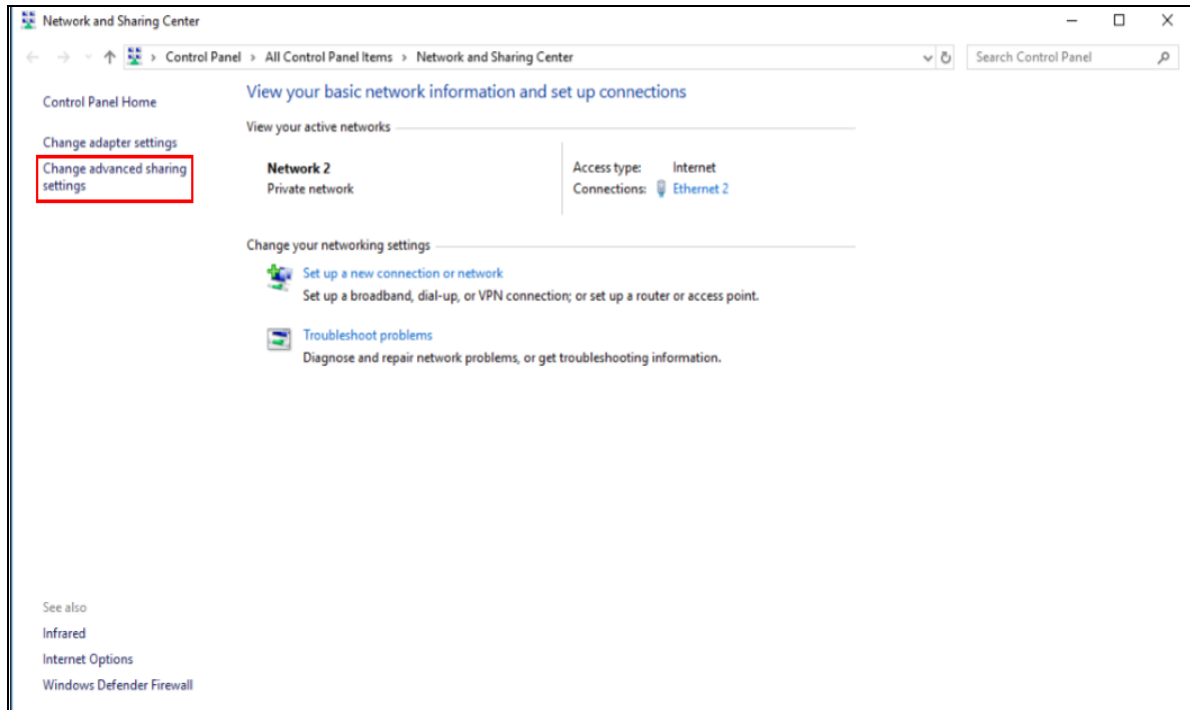 Network and Sharing Center
Control Panel > All Control Panel Items > Network and Sharing Center
Search Control Panel
Control Panel Home
Change adapter settings
Change advanced sharing
settings
View your basic network information and set up connections
View your active networks
Network 2
Private network
Access type: Internet
Connections: Ethernet 2
Change your networking settings
Set up a new connection or network
Set up a broadband, dial-up, or VPN connection; or set up a router or access point.
Troubleshoot problems
Diagnose and repair network problems, or get troubleshooting information.
See also
Infrared
Internet Options
Windows Defender Firewall